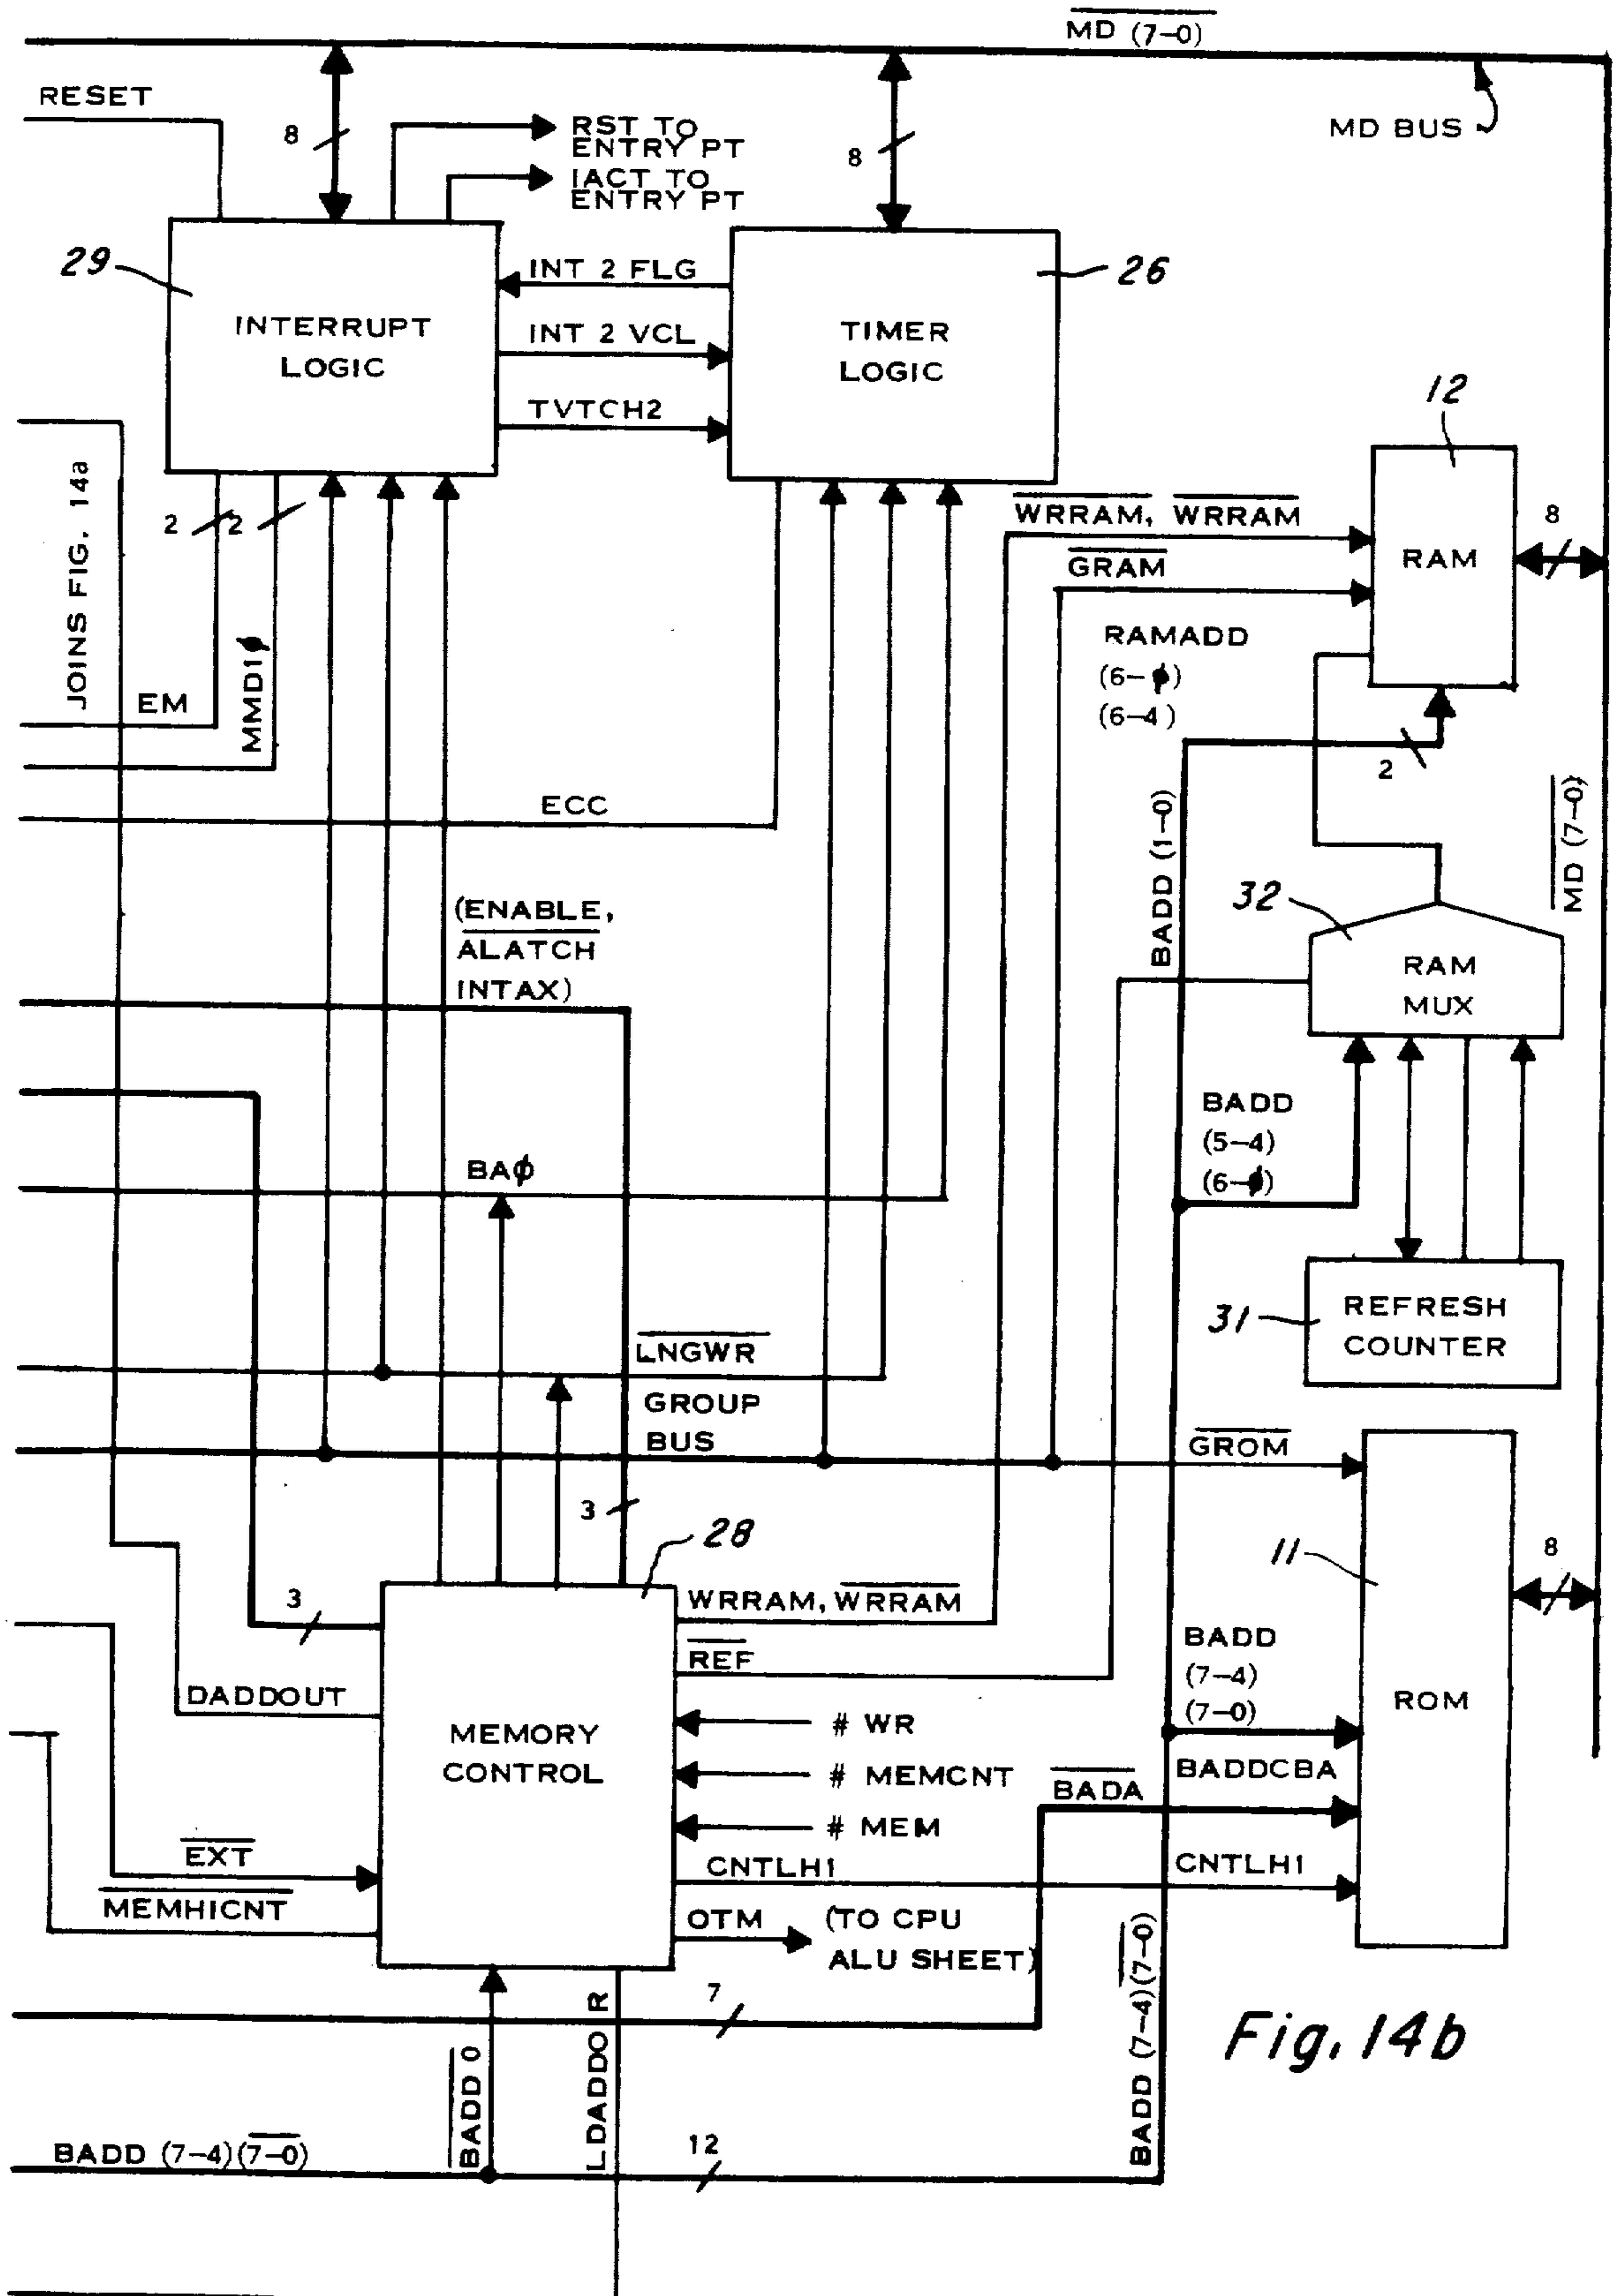 MD (7-0)
RESET
8
RST TO
ENTRY PT
IACT TO
ENTRY PT
8
MD BUS
29
INT 2 FLG
26
INTERRUPT
LOGIC
INT 2 VCL
TIMER
LOGIC
TVTCH2
12
JOINS FIG. 14a
2
2
WRRAM, WRRAM
RAM
8
GRAM
EM
MMD1ϕ
RAMADD
(6-ϕ)
(6-4)
2
ECC
BADD (1-0)
MD (7-0)
(ENABLE,
ALATCH
INTAX)
32
RAM
MUX
BADD
(5-4)
(6-ϕ)
BAϕ
31
REFRESH
COUNTER
LNGWR
GROUP
BUS
GROM
3
28
11
8
3
WRRAM, WRRAM
REF
BADD
(7-4)
(7-0)
DADDOUT
ROM
MEMORY
CONTROL
# WR
# MEMCNT
BADA
BADDCBA
# MEM
EXT
CNTLH1
CNTLH1
MEMHICNT
OTM
(TO CPU
ALU SHEET)
7
BADD 0
LDADDO R
BADD (7-4)(7-0)
Fig. 14b
BADD (7-4)(7-0)
12